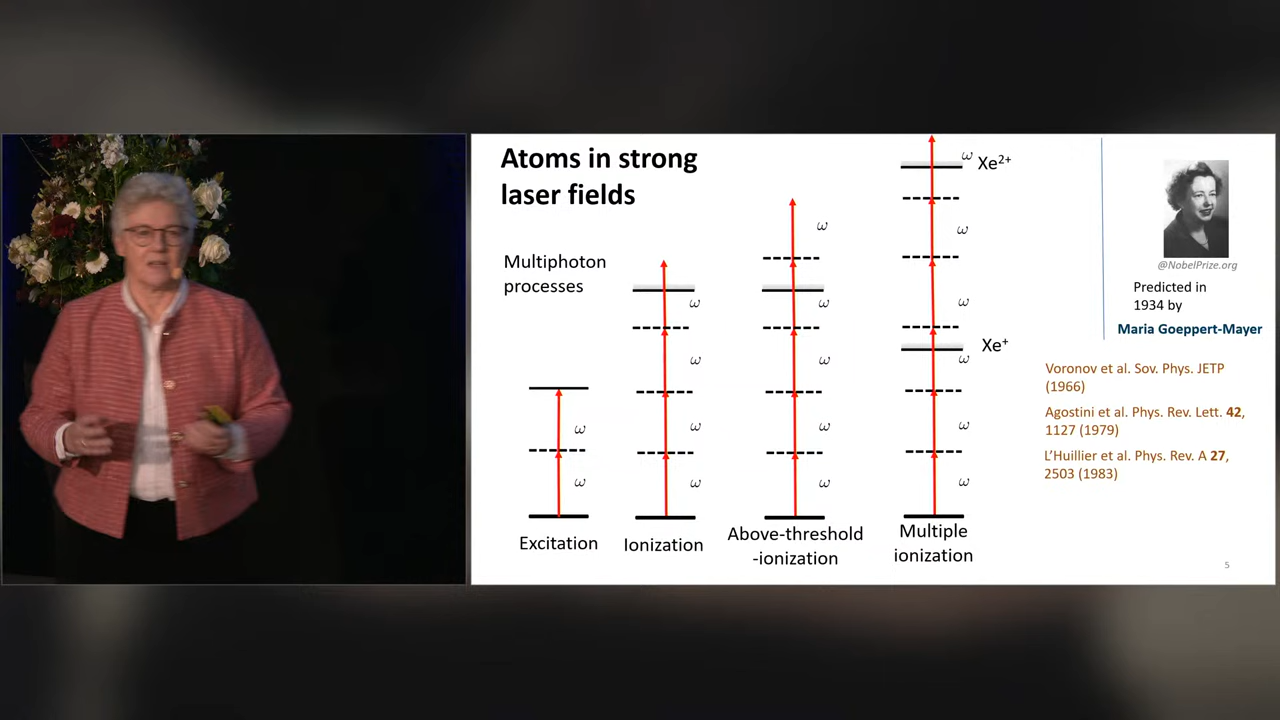 Atoms in strong
laser fields
Multiphoton
processes
ω
ω
Excitation
ω
ω
ω
ω
Ionization
ω
ω
ω
ω
ω
Above-threshold
-ionization
ω
Xe²⁺
ω
ω
Xe⁺
ω
ω
ω
Multiple
ionization
@NobelPrize.org
Predicted in
1934 by
Maria Goeppert-Mayer
Voronov et al. Sov. Phys. JETP
(1966)
Agostini et al. Phys. Rev. Lett. 42,
1127 (1979)
L’Huillier et al. Phys. Rev. A 27,
2503 (1983)
5